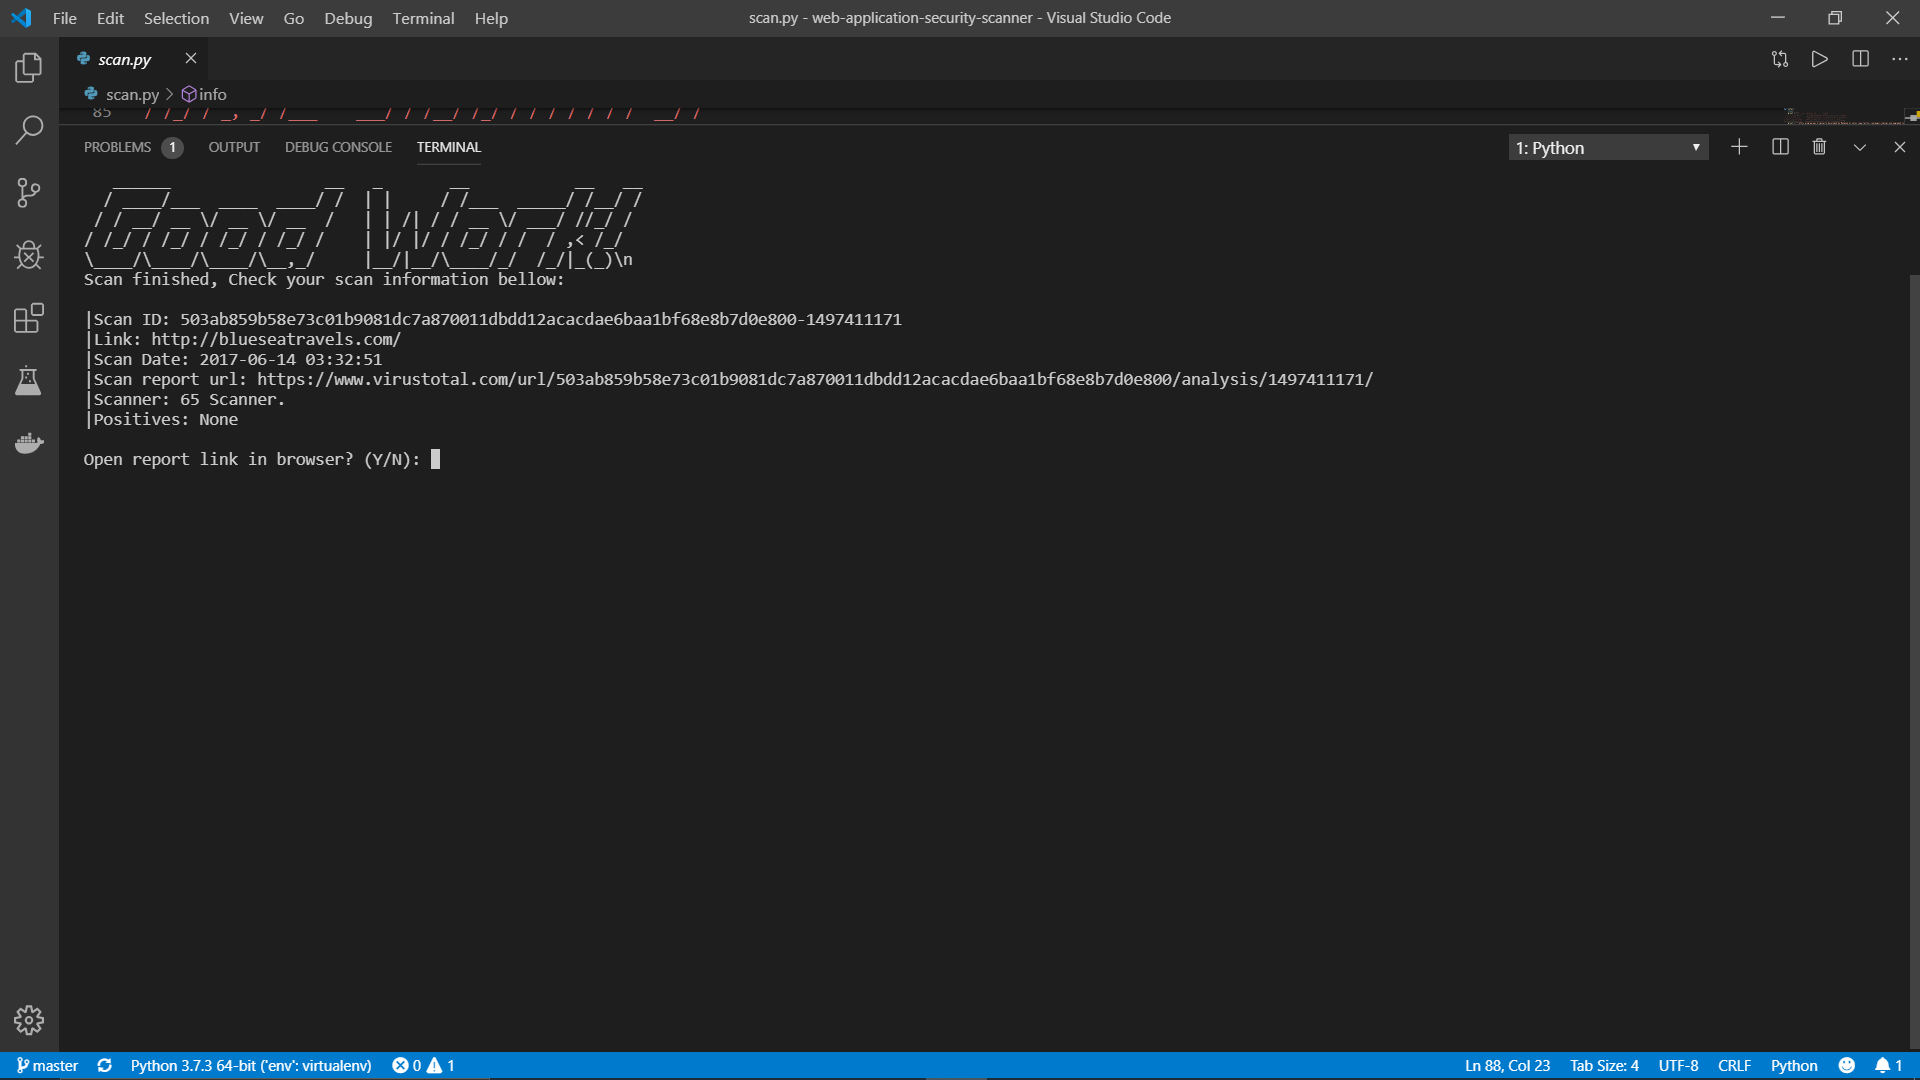 File Edit Selection View Go Debug Terminal Help
scan.py - web-application-security-scanner - Visual Studio Code
scan.py
scan.py > info
85
PROBLEMS 1 OUTPUT DEBUG CONSOLE TERMINAL
1: Python
Good Work!
\n
Scan finished, Check your scan information bellow:
|Scan ID: 503ab859b58e73c01b9081dc7a870011dbdd12acacdae6baa1bf68e8b7d0e800-1497411171
|Link: http://blueseatravels.com/
|Scan Date: 2017-06-14 03:32:51
|Scan report url: https://www.virustotal.com/url/503ab859b58e73c01b9081dc7a870011dbdd12acacdae6baa1bf68e8b7d0e800/analysis/1497411171/
|Scanner: 65 Scanner.
|Positives: None
Open report link in browser? (Y/N):
master Python 3.7.3 64-bit ('env': virtualenv) 0 1
Ln 88, Col 23 Tab Size: 4 UTF-8 CRLF Python 1